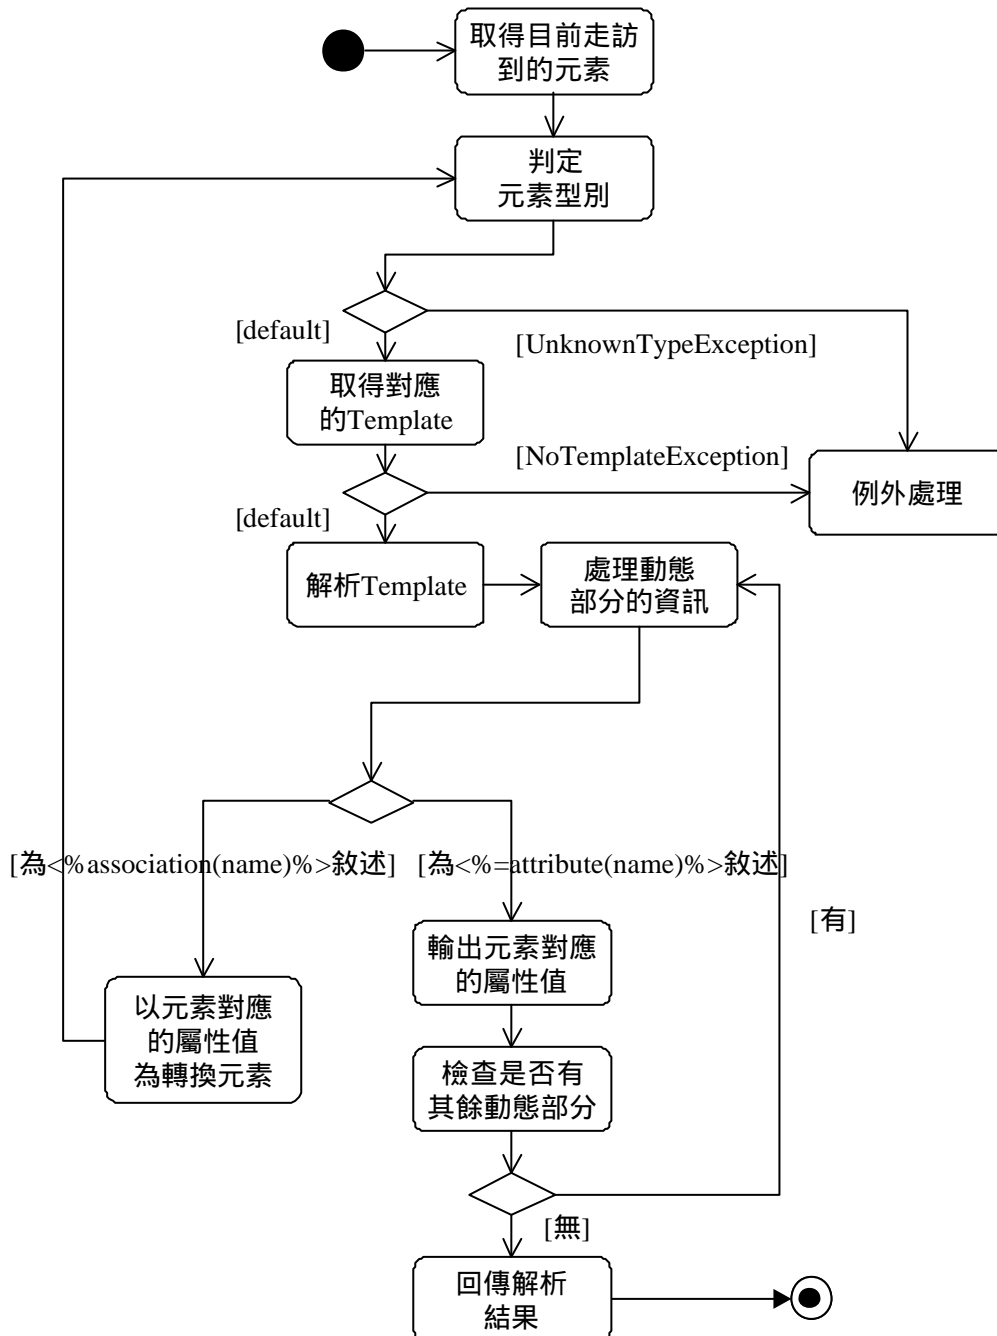 取得目前走訪
到的元素
判定
元素型別
[default]
[UnknownTypeException]
取得對應
的Template
[NoTemplateException]
例外處理
[default]
解析Template
處理動態
部分的資訊
[為<%association(name)%>敘述]
[為<%=attribute(name)%>敘述]
[有]
輸出元素對應
的屬性值
以元素對應
的屬性值
為轉換元素
檢查是否有
其餘動態部分
[無]
回傳解析
結果